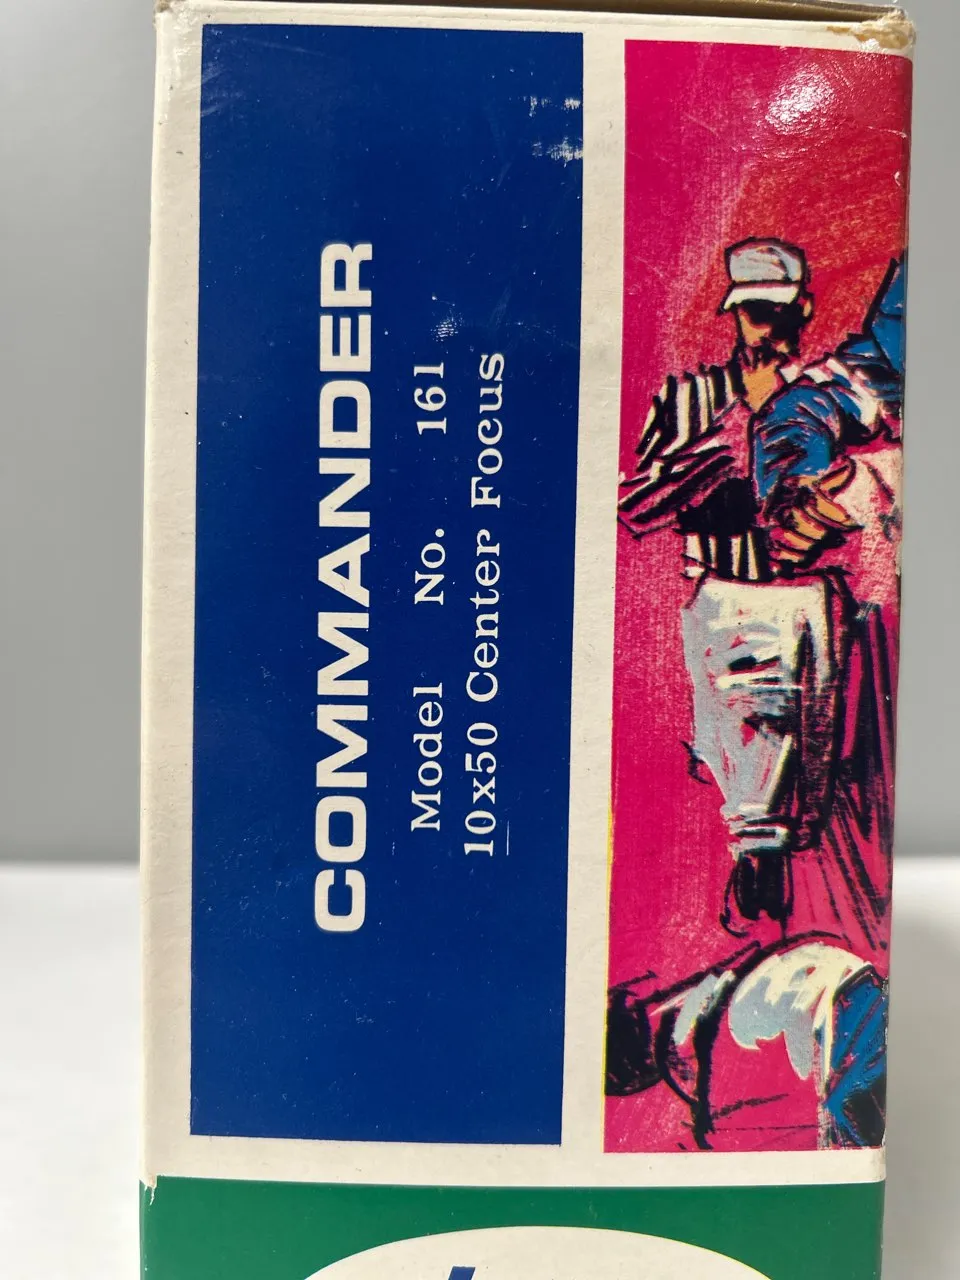 COMMANDER
Model No. 161
10x50 Center Focus